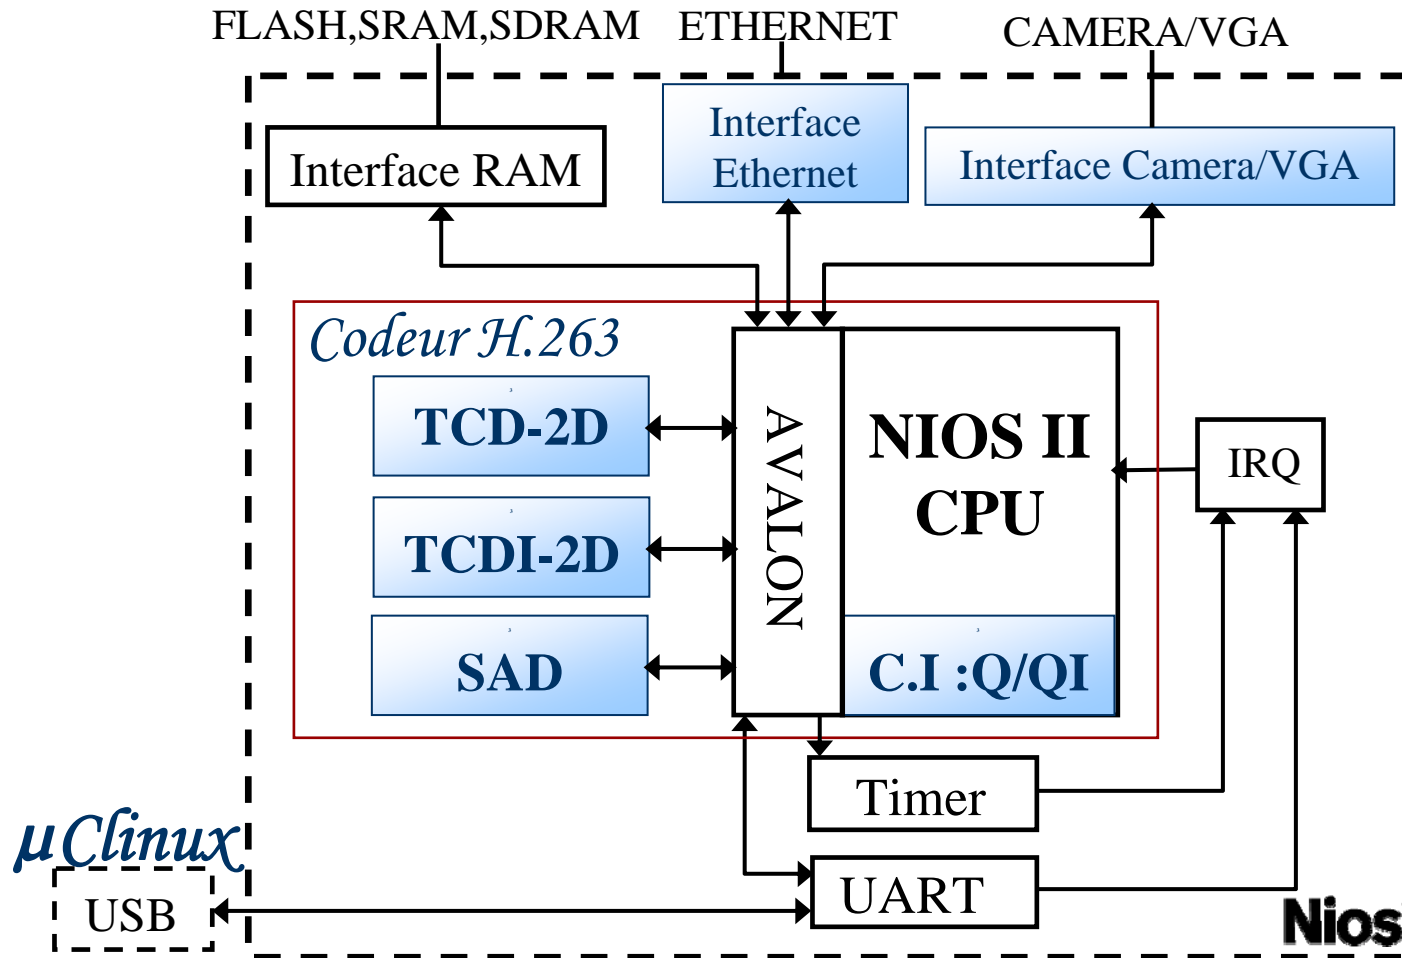 FLASH,SRAM,SDRAM
ETHERNET
CAMERA/VGA
Interface RAM
Interface
Ethernet
Interface Camera/VGA
Codeur H.263
TCD-2D
TCDI-2D
SAD
AVALON
NIOS II
CPU
C.I :Q/QI
IRQ
Timer
UART
µClinux
USB
Nios